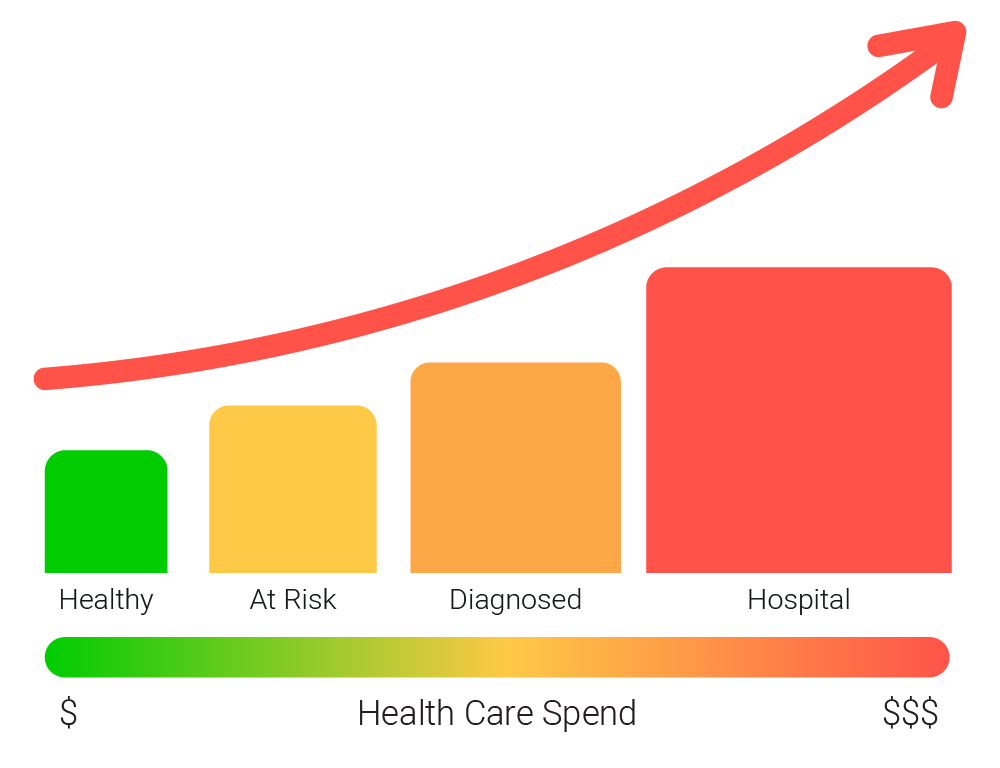 Healthy At Risk Diagnosed Hospital
$ Health Care Spend $$$